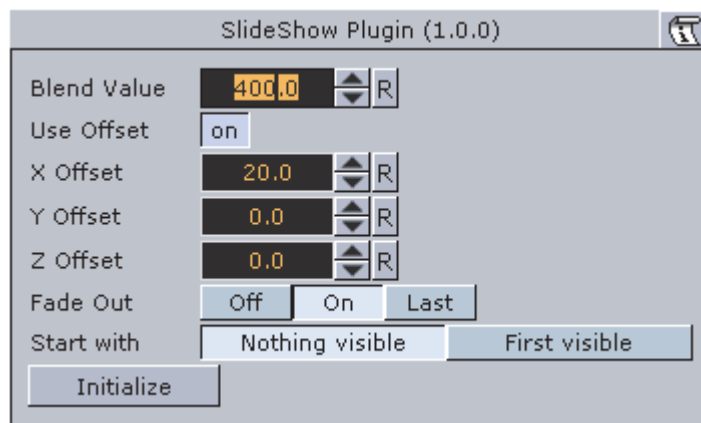 SlideShow Plugin (1.0.0)
Blend Value 400.0 R
Use Offset on
X Offset 20.0 R
Y Offset 0.0 R
Z Offset 0.0 R
Fade Out Off On Last
Start with Nothing visible First visible
Initialize